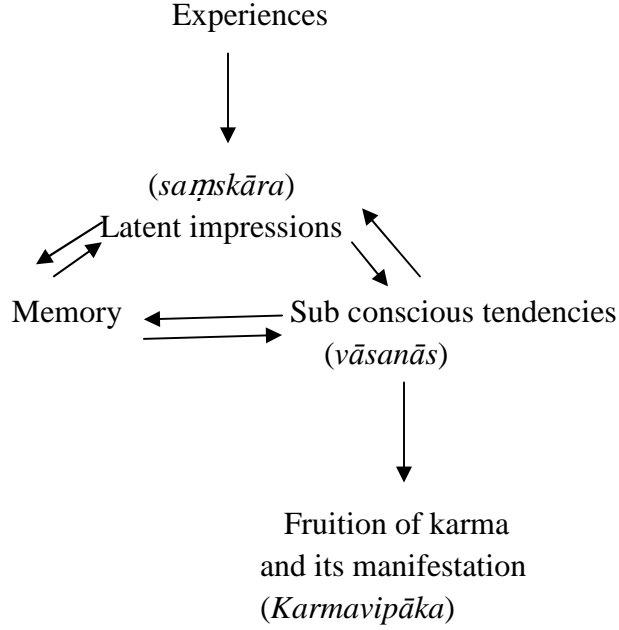 Experiences
(saṃskāra)
Latent impressions
Memory
Sub conscious tendencies
(vāsanās)
Fruition of karma
and its manifestation
(Karmavipāka)